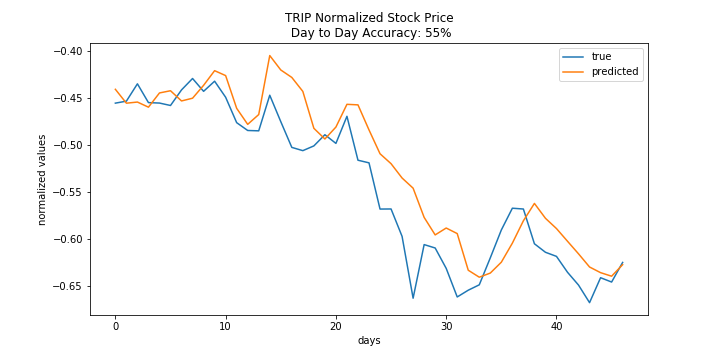 TRIP Normalized Stock Price
Day to Day Accuracy: 55%
true
predicted
normalized values
−0.40
−0.45
−0.50
−0.55
−0.60
−0.65
0
10
20
30
40
days